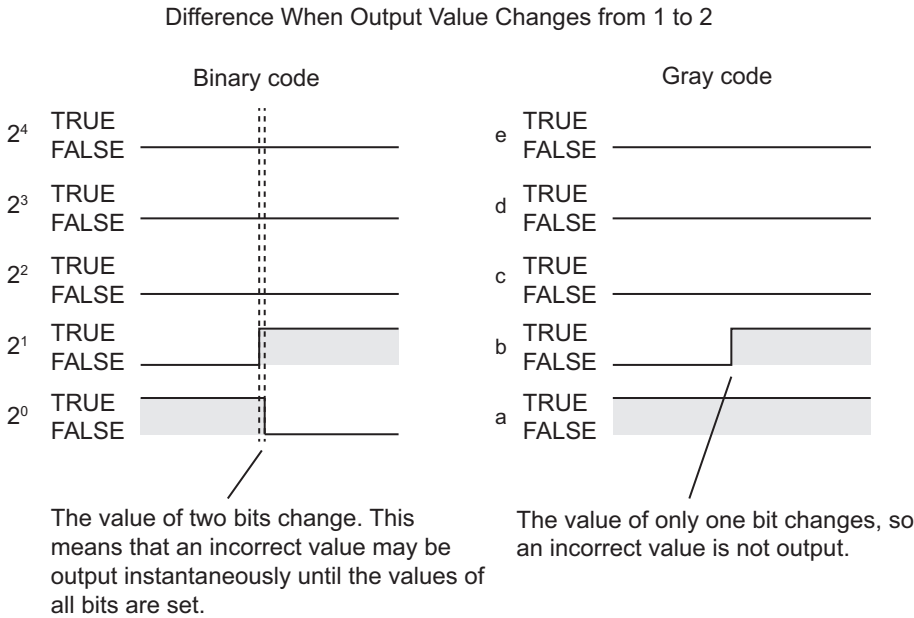 Difference When Output Value Changes from 1 to 2
Binary code
2⁴ TRUE
FALSE
2³ TRUE
FALSE
2² TRUE
FALSE
2¹ TRUE
FALSE
2⁰ TRUE
FALSE
The value of two bits change. This
means that an incorrect value may be
output instantaneously until the values of
all bits are set.
Gray code
e TRUE
FALSE
d TRUE
FALSE
c TRUE
FALSE
b TRUE
FALSE
a TRUE
FALSE
The value of only one bit changes, so
an incorrect value is not output.